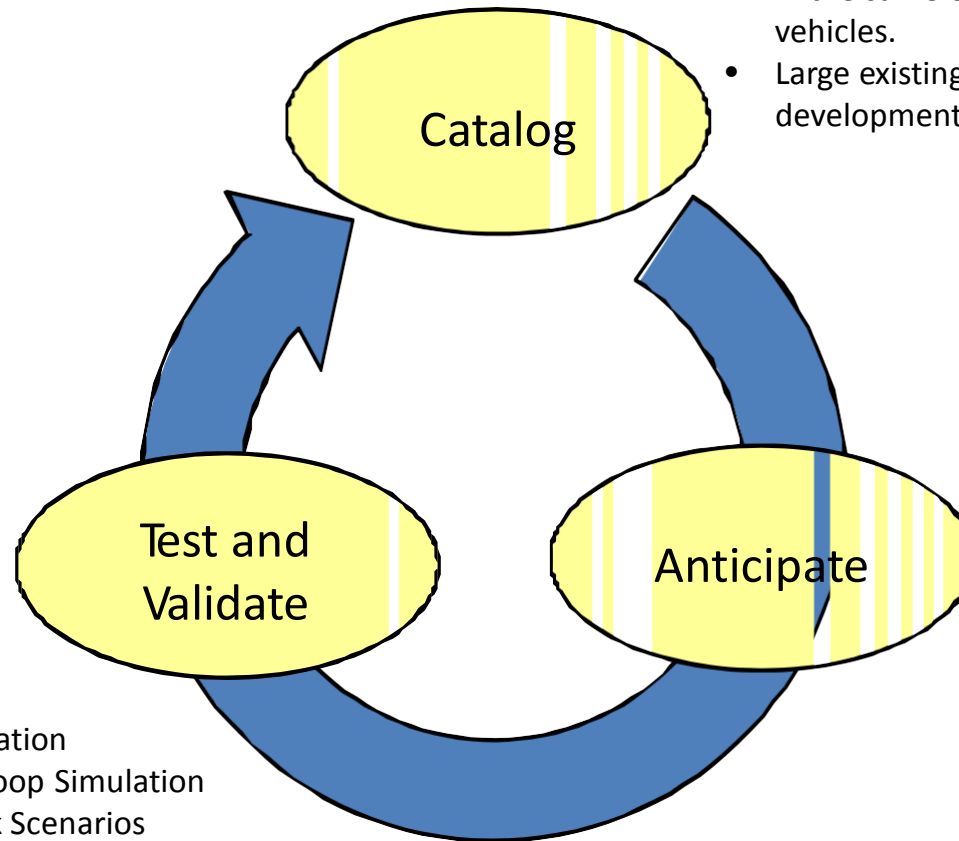 vehicles.
• Large existing
development
Catalog
Test and
Validate
Anticipate
ation
oop Simulation
Scenarios